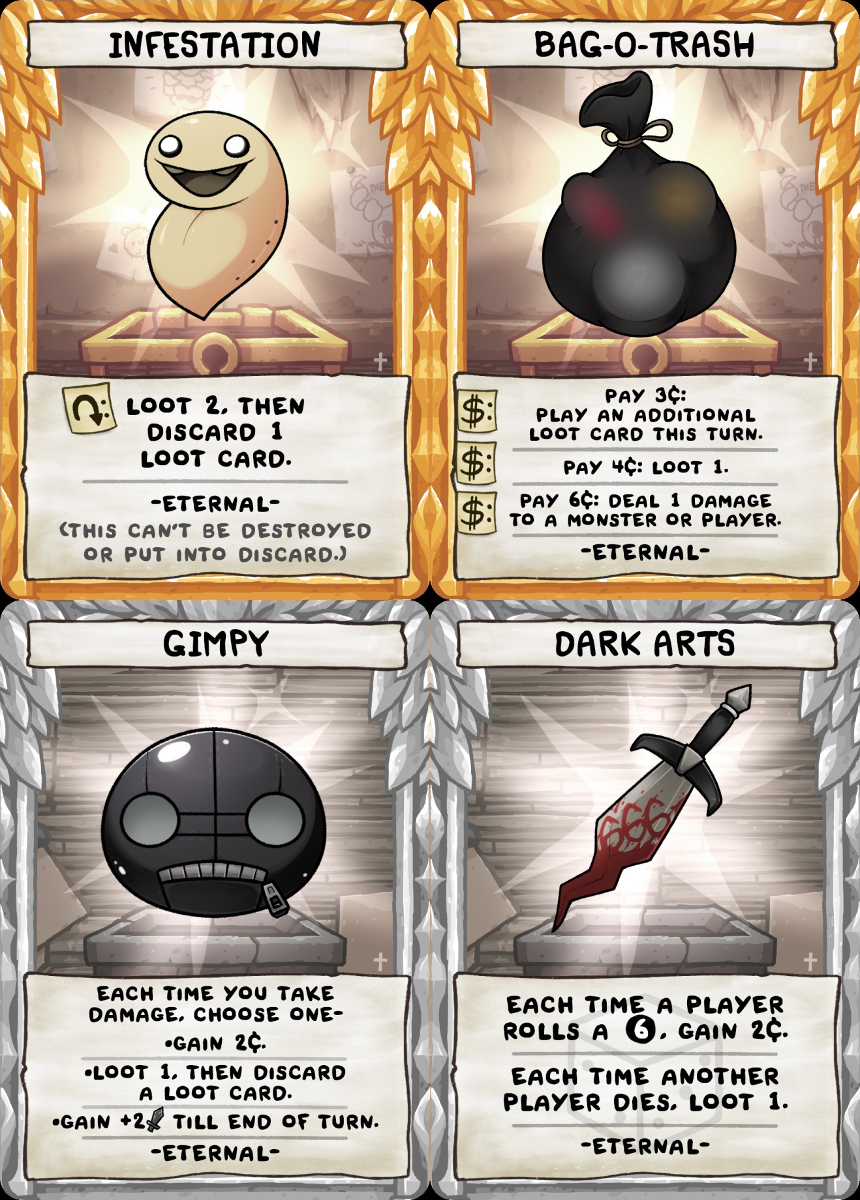 INFESTATION
LOOT 2, THEN
DISCARD 1
LOOT CARD.
-ETERNAL-
(THIS CAN'T BE DESTROYED
OR PUT INTO DISCARD.)
BAG-O-TRASH
$: PAY 3¢:
PLAY AN ADDITIONAL
LOOT CARD THIS TURN.
$: PAY 4¢: LOOT 1.
$: PAY 6¢: DEAL 1 DAMAGE
TO A MONSTER OR PLAYER.
-ETERNAL-
GIMPY
EACH TIME YOU TAKE
DAMAGE, CHOOSE ONE-
•GAIN 2¢.
•LOOT 1, THEN DISCARD
A LOOT CARD.
•GAIN +2 TILL END OF TURN.
-ETERNAL-
DARK ARTS
666
EACH TIME A PLAYER
ROLLS A 6, GAIN 2¢.
EACH TIME ANOTHER
PLAYER DIES, LOOT 1.
-ETERNAL-